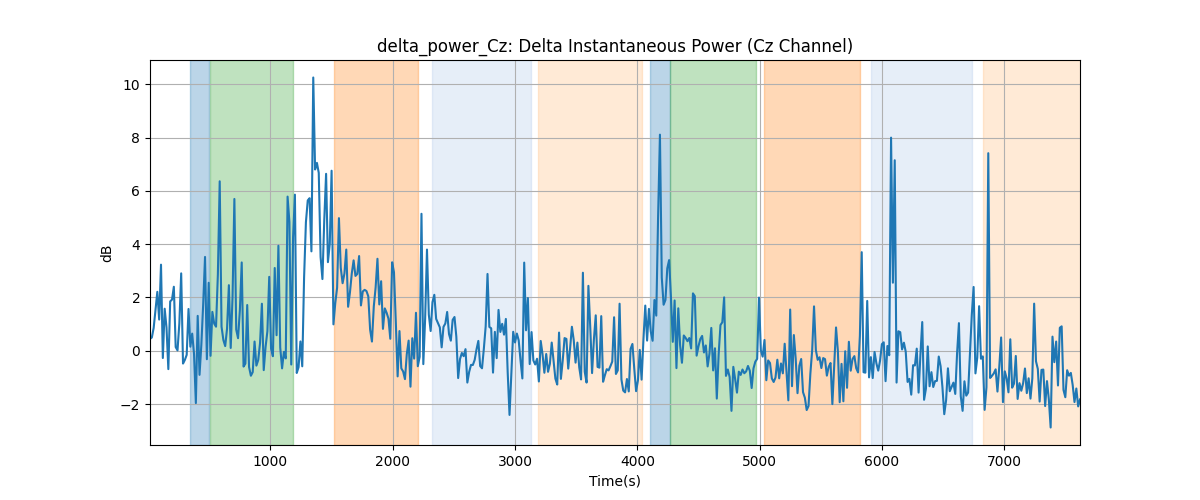 delta_power_Cz: Delta Instantaneous Power (Cz Channel)
dB
10
8
6
4
2
0
−2
1000 2000 3000 4000 5000 6000 7000
Time(s)